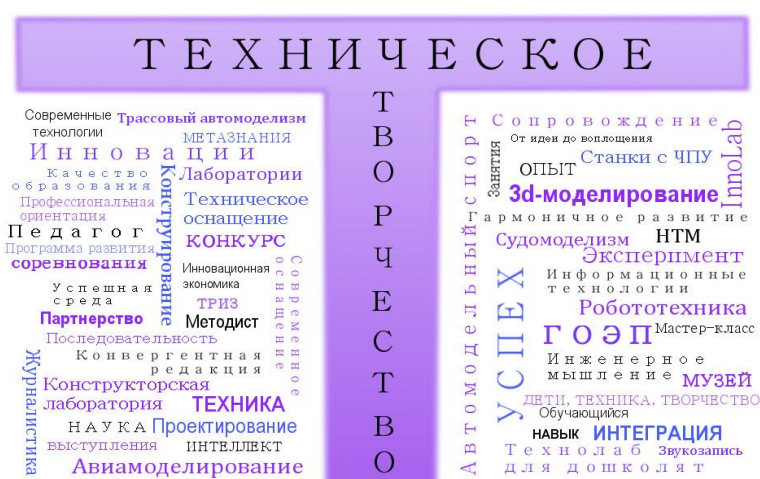 ТЕХНИЧЕСКОЕ
ТВОРЧЕСТВО
Современные
технологии
Трассовый автомоделизм
МЕТАЗНАНИЯ
Инновации
Качество
образования
Лаборатории
Конструирование
Профессиональная
ориентация
Техническое
оснащение
Педагог
КОНКУРС
Программа развития
соревнования
Инновационная
экономика
Современное
оснащение
Успешная
среда
ТРИЗ
Партнерство
Методист
Последовательность
Конвергентная
редакция
Журналистика
Конструкторская
лаборатория
ТЕХНИКА
НАУКА
Проектирование
выступления
ИНТЕЛЛЕКТ
Авиамоделирование
Автомодельный спорт
Сопровождение
От идеи до воплощения
InnoLab
Занятия
ОПЫТ
Станки с ЧПУ
3d-моделирование
Гармоничное развитие
Судомоделизм
НТМ
Эксперимент
УСПЕХ
Информационные
технологии
Робототехника
ГОЭП
Мастер-класс
Инженерное
мышление
МУЗЕЙ
ДЕТИ, ТЕХНИКА, ТВОРЧЕСТВО
Обучающийся
НАВЫК
ИНТЕГРАЦИЯ
Технолаб
Звукозапись
для дошколят